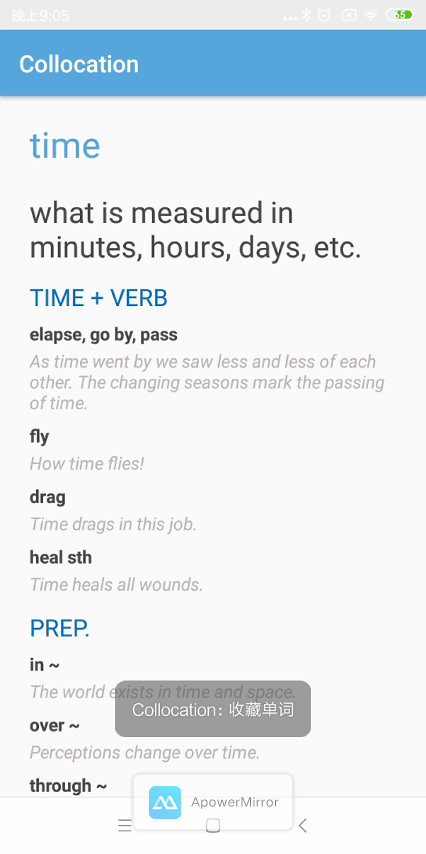 晚上9:05
65
Collocation
time
what is measured in
minutes, hours, days, etc.
TIME + VERB
elapse, go by, pass
As time went by we saw less and less of each
other. The changing seasons mark the passing
of time.
fly
How time flies!
drag
Time drags in this job.
heal sth
Time heals all wounds.
PREP.
in ~
The world exists in time and space.
Collocation: 收藏单词
over ~
Perceptions change over time.
through ~
ApowerMirror